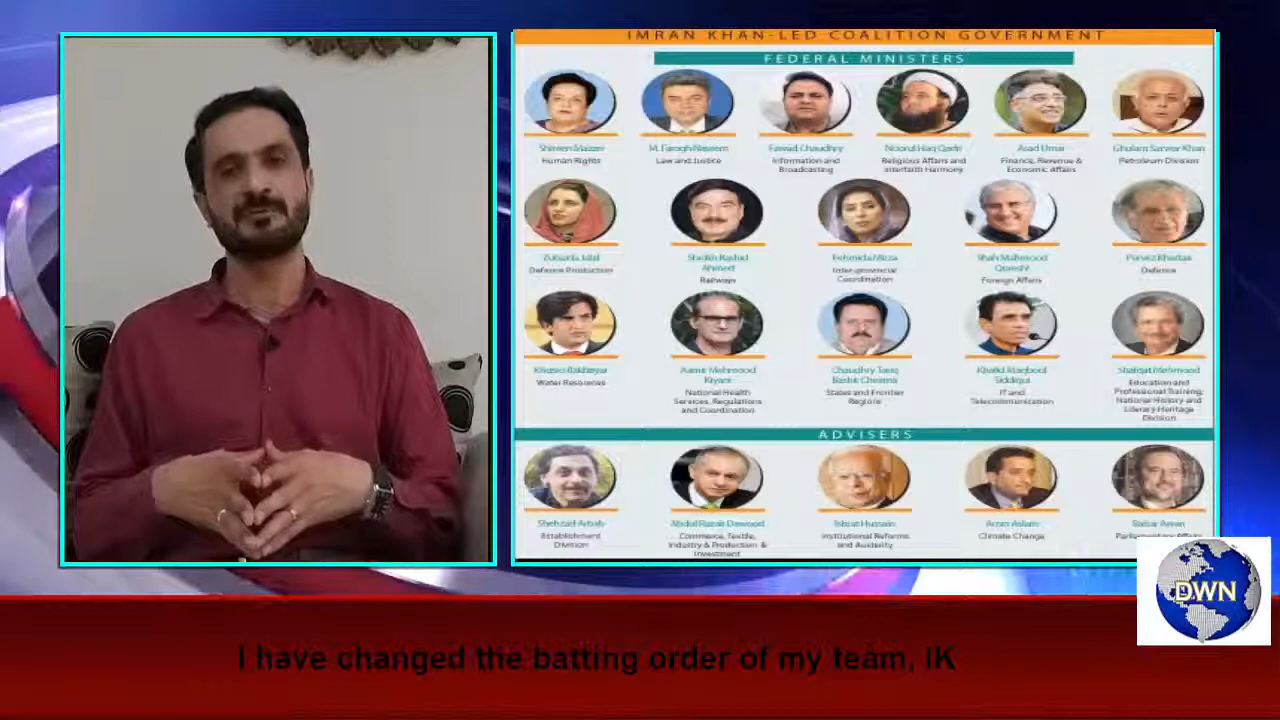 IMRAN KHAN-LED COALITION GOVERNMENT
FEDERAL MINISTERS
Shireen Mazari
Human Rights
M. Farogh Naseem
Law and Justice
Fawad Chaudhry
Information and
Broadcasting
Noorul Haq Qadri
Religious Affairs and
Interfaith Harmony
Asad Umar
Finance, Revenue &
Economic Affairs
Ghulam Sarwar Khan
Petroleum Division
Zubaida Jalal
Defence Production
Sheikh Rashid
Ahmed
Railways
Fehmida Mirza
Inter-provincial
Coordination
Shah Mahmood
Qureshi
Foreign Affairs
Pervez Khattak
Defence
Khusro Bakhtyar
Water Resources
Aamir Mehmood
Kiyani
National Health
Services, Regulations
and Coordination
Chaudhry Tariq
Bashir Cheema
States and Frontier
Regions
Khalid Maqbool
Siddiqui
IT and
Telecommunication
Shafqat Mehmood
Education and
Professional Training,
National History and
Literary Heritage
Division
ADVISERS
Shehzad Arbab
Establishment
Division
Abdul Razak Dawood
Commerce, Textile,
Industry & Production &
Investment
Ishrat Hussain
Institutional Reforms
and Austerity
Amin Aslam
Climate Change
Babar Awan
Parliamentary Affairs
DWN
I have changed the batting order of my team, IK